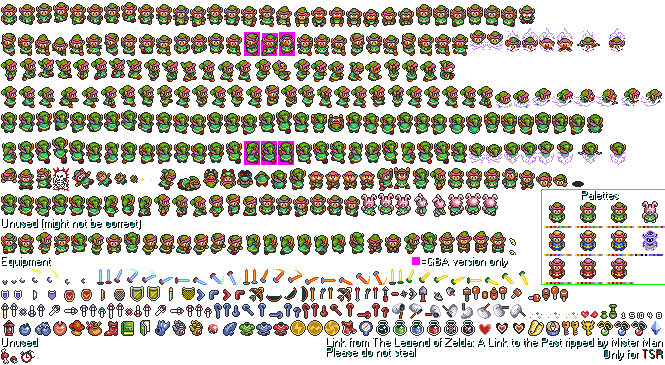 Palettes
Unused (might not be correct)
Equipment
=GBA version only
Unused
Link from The Legend of Zelda: A Link to the Past ripped by Mister Man
Please do not steal
Only for TSR